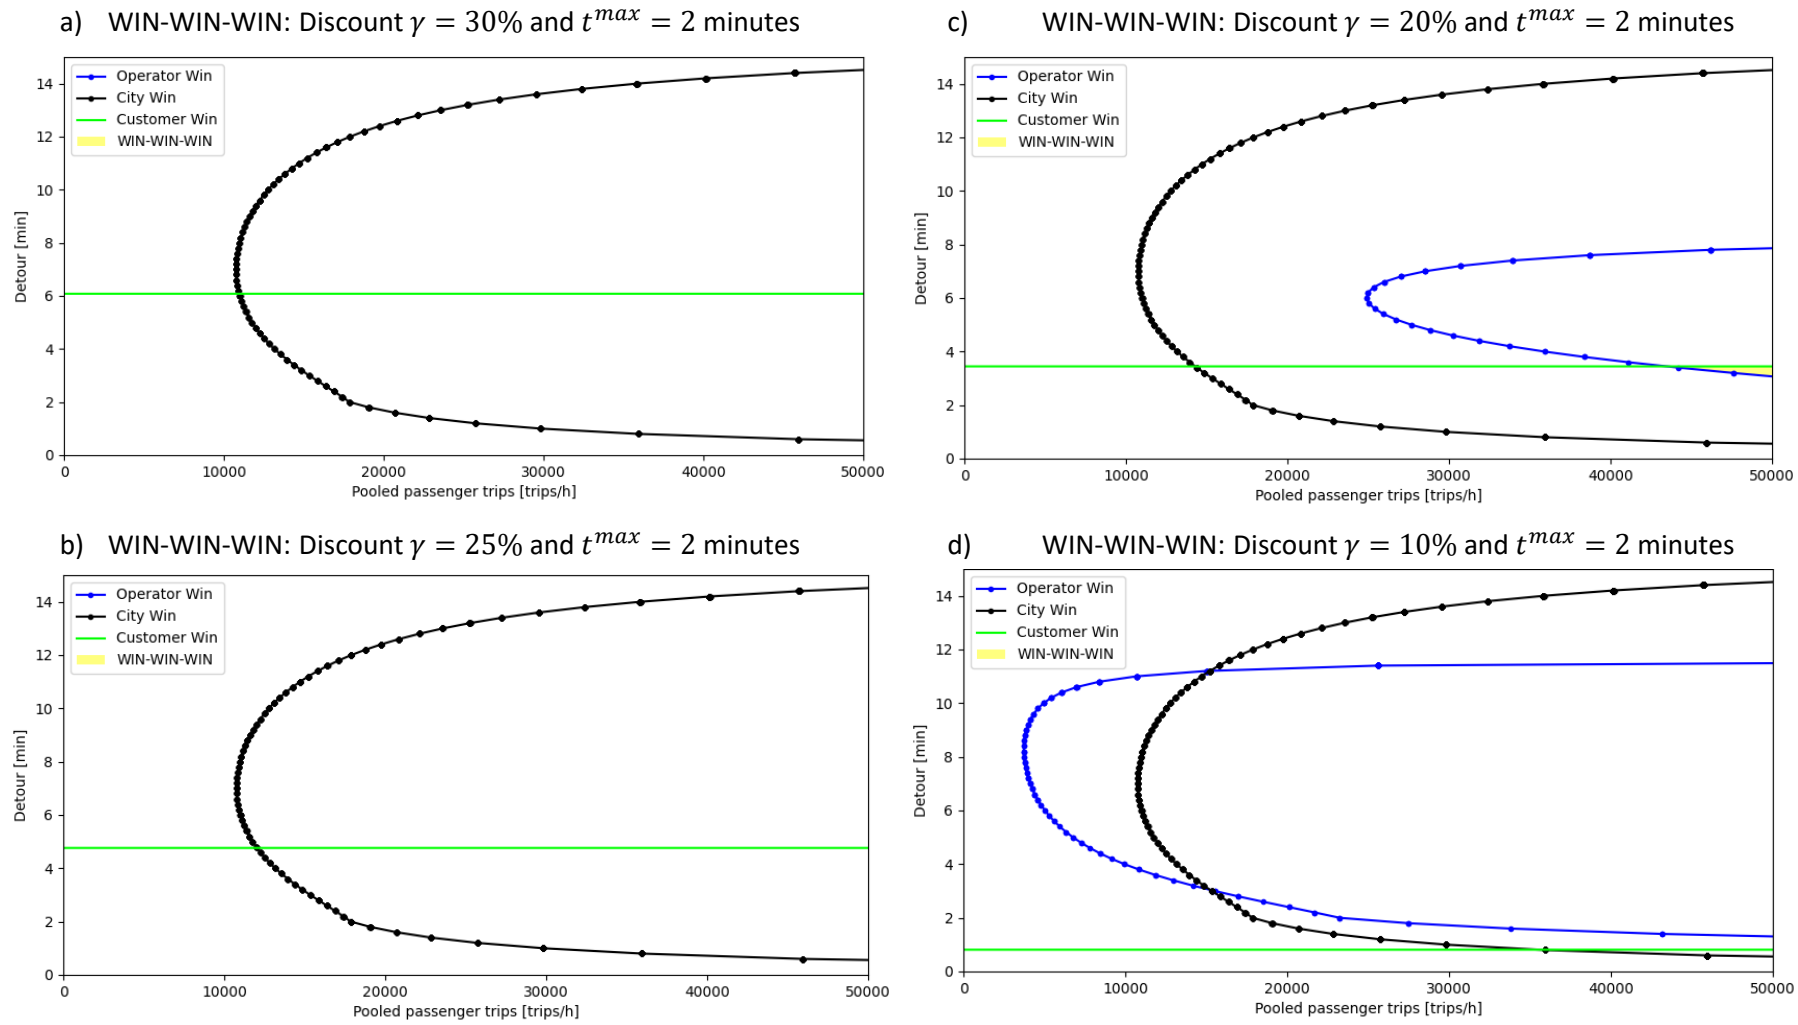 a) WIN-WIN-WIN: Discount γ = 30% and t^max = 2 minutes
Operator Win
City Win
Customer Win
WIN-WIN-WIN
14
12
10
8
6
4
2
0
Detour [min]
0 10000 20000 30000 40000 50000
Pooled passenger trips [trips/h]
c) WIN-WIN-WIN: Discount γ = 20% and t^max = 2 minutes
Operator Win
City Win
Customer Win
WIN-WIN-WIN
14
12
10
8
6
4
2
0
Detour [min]
0 10000 20000 30000 40000 50000
Pooled passenger trips [trips/h]
b) WIN-WIN-WIN: Discount γ = 25% and t^max = 2 minutes
Operator Win
City Win
Customer Win
WIN-WIN-WIN
14
12
10
8
6
4
2
0
Detour [min]
0 10000 20000 30000 40000 50000
Pooled passenger trips [trips/h]
d) WIN-WIN-WIN: Discount γ = 10% and t^max = 2 minutes
Operator Win
City Win
Customer Win
WIN-WIN-WIN
14
12
10
8
6
4
2
0
Detour [min]
0 10000 20000 30000 40000 50000
Pooled passenger trips [trips/h]